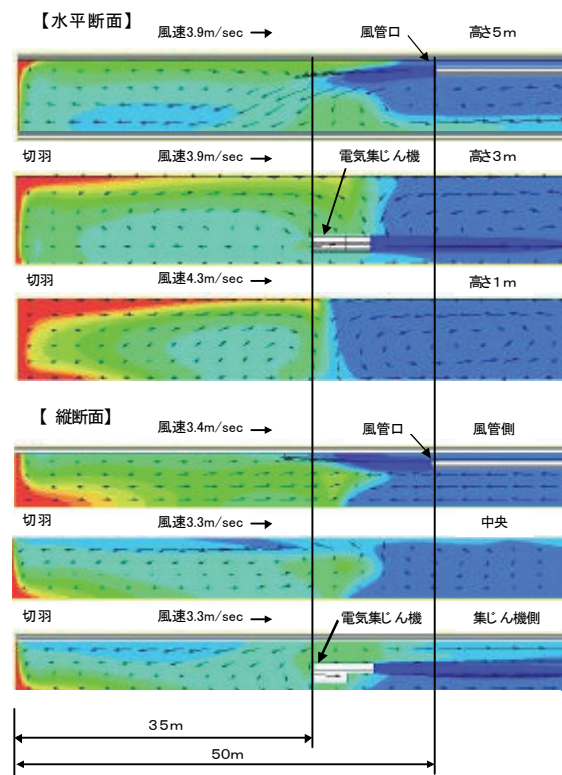 【水平断面】 風速3.9m/sec → 風管口 高さ5m
切羽 風速3.9m/sec → 電気集じん機 高さ3m
切羽 風速4.3m/sec → 高さ1m
【 縦断面】 風速3.4m/sec → 風管口 風管側
切羽 風速3.3m/sec → 中央
切羽 風速3.3m/sec → 電気集じん機 集じん機側
35m
50m